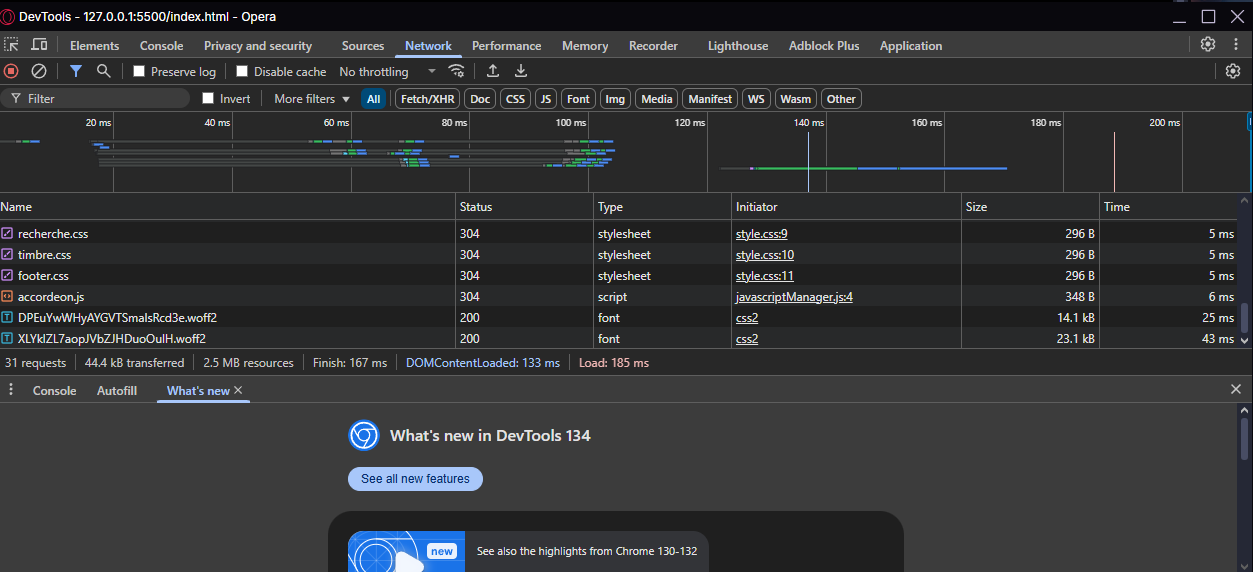 DevTools - 127.0.0.1:5500/index.html - Opera
Elements Console Privacy and security Sources Network Performance Memory Recorder Lighthouse Adblock Plus Application
Preserve log Disable cache No throttling
Filter Invert More filters All Fetch/XHR Doc CSS JS Font Img Media Manifest WS Wasm Other
20 ms 40 ms 60 ms 80 ms 100 ms 120 ms 140 ms 160 ms 180 ms 200 ms
Name Status Type Initiator Size Time
recherche.css 304 stylesheet style.css:9 296 B 5 ms
timbre.css 304 stylesheet style.css:10 296 B 5 ms
footer.css 304 stylesheet style.css:11 296 B 5 ms
accordeon.js 304 script javascriptManager.js:4 348 B 6 ms
DPEuYwWHyAYGVTSmalsRcd3e.woff2 200 font css2 14.1 kB 25 ms
XLYkIZL7aopJVbZJHDuoOulH.woff2 200 font css2 23.1 kB 43 ms
31 requests 44.4 kB transferred 2.5 MB resources Finish: 167 ms DOMContentLoaded: 133 ms Load: 185 ms
Console Autofill What's new
What's new in DevTools 134
See all new features
new
See also the highlights from Chrome 130-132